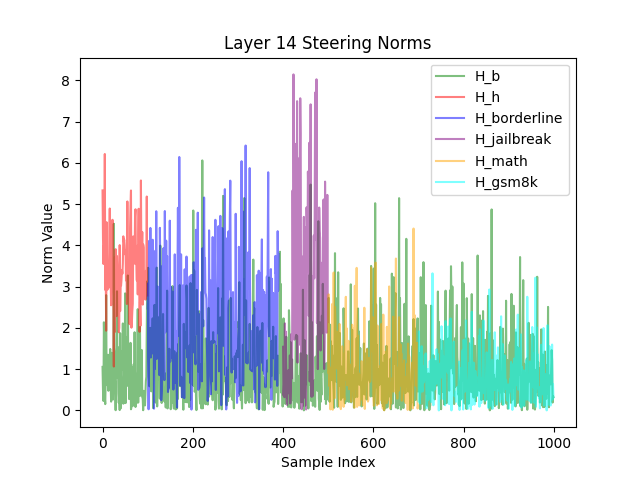 Layer 14 Steering Norms
Norm Value
8
7
6
5
4
3
2
1
0
H_b
H_h
H_borderline
H_jailbreak
H_math
H_gsm8k
0 200 400 600 800 1000
Sample Index